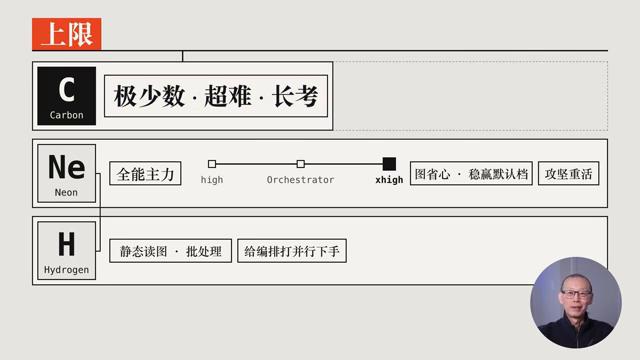 上限
C
Carbon
极少数 · 超难 · 长考
Ne
Neon
全能主力
high
Orchestrator
xhigh
图省心 · 稳赢默认档
攻坚重活
H
Hydrogen
静态读图 · 批处理
给编排打并行下手